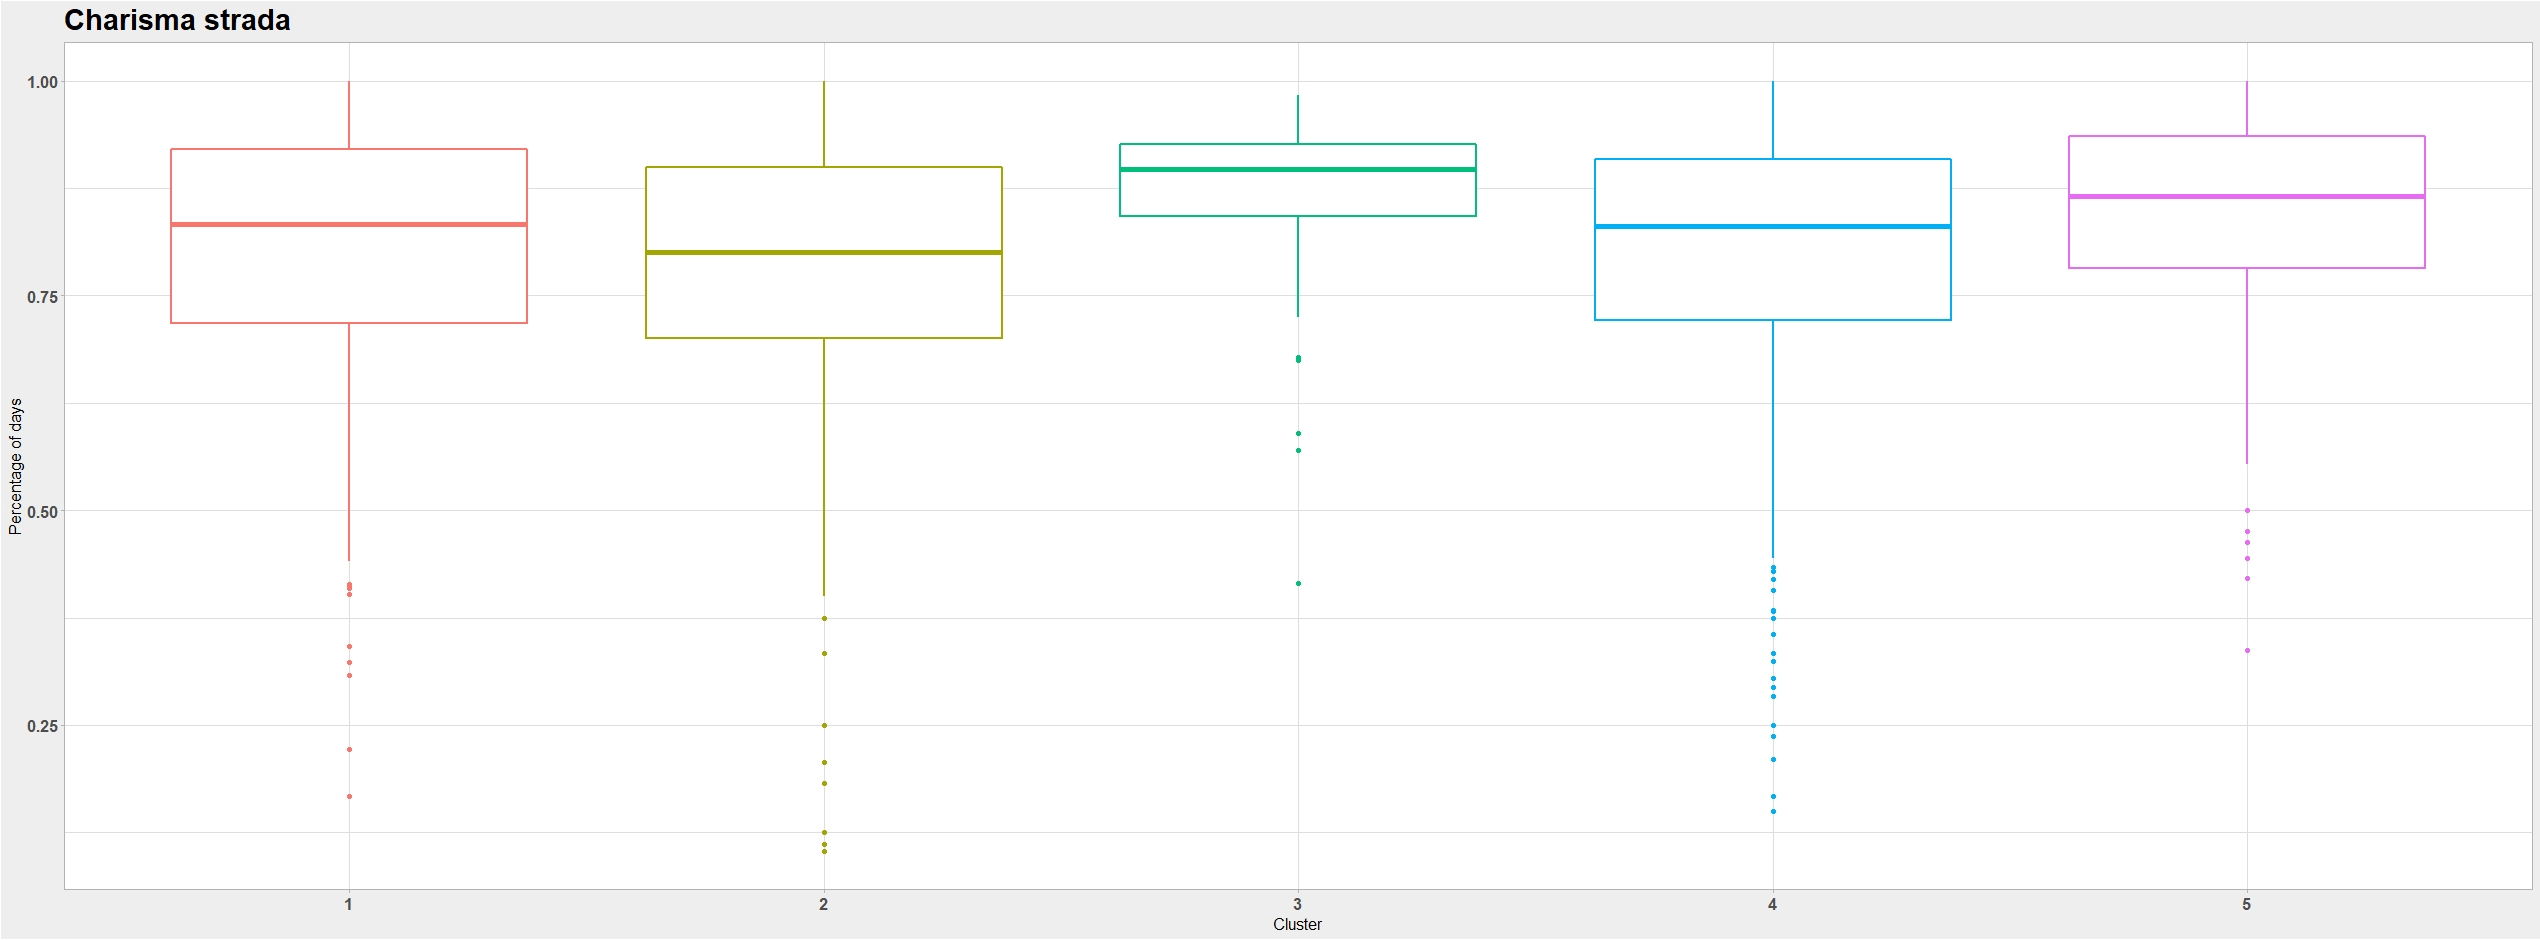 Charisma strada
1.00
0.75
0.50
0.25
Percentage of days
1 2 3 4 5
Cluster